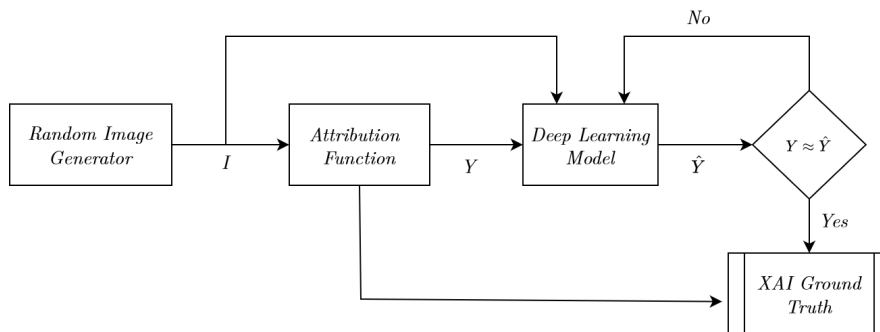 No
Random Image
Generator
I
Attribution
Function
Y
Deep Learning
Model
Ŷ
Y ≈ Ŷ
Yes
XAI Ground
Truth